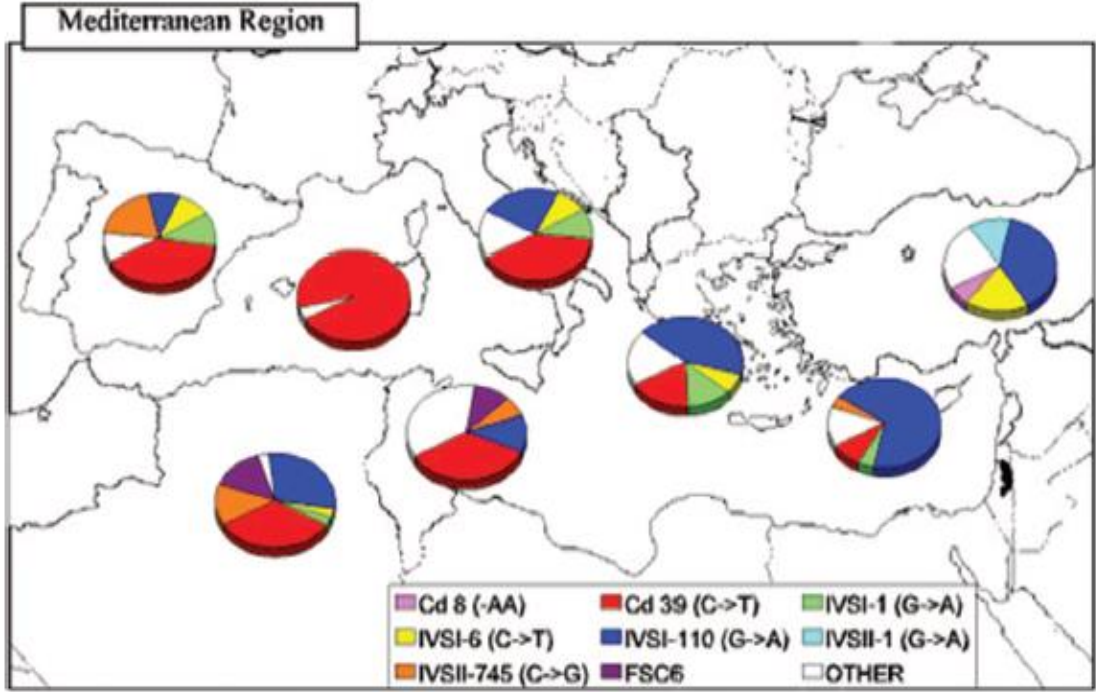 Mediterranean Region
Cd 8 (-AA) Cd 39 (C->T) IVSI-1 (G->A)
IVSI-6 (C->T) IVSI-110 (G->A) IVSII-1 (G->A)
IVSII-745 (C->G) FSC6 OTHER